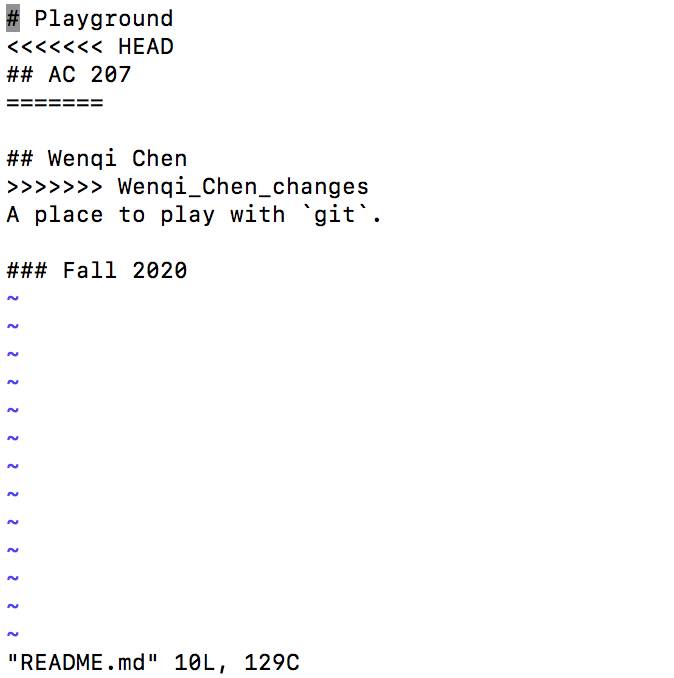 # Playground
<<<<<<< HEAD
## AC 207
=======

## Wenqi Chen
>>>>>>> Wenqi_Chen_changes
A place to play with `git`.

### Fall 2020
~
~
~
~
~
~
~
~
~
~
~
~
~
"README.md" 10L, 129C